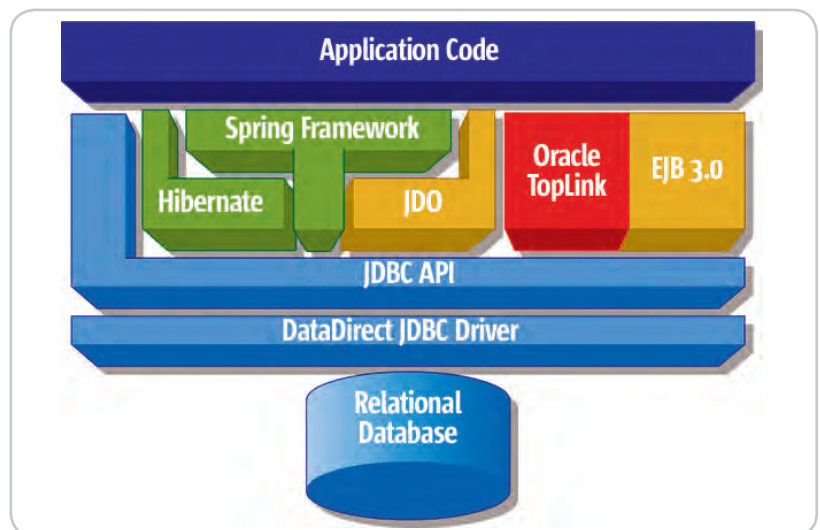 Application Code
Spring Framework
Hibernate
JDO
Oracle
TopLink
EJB 3.0
JDBC API
DataDirect JDBC Driver
Relational
Database